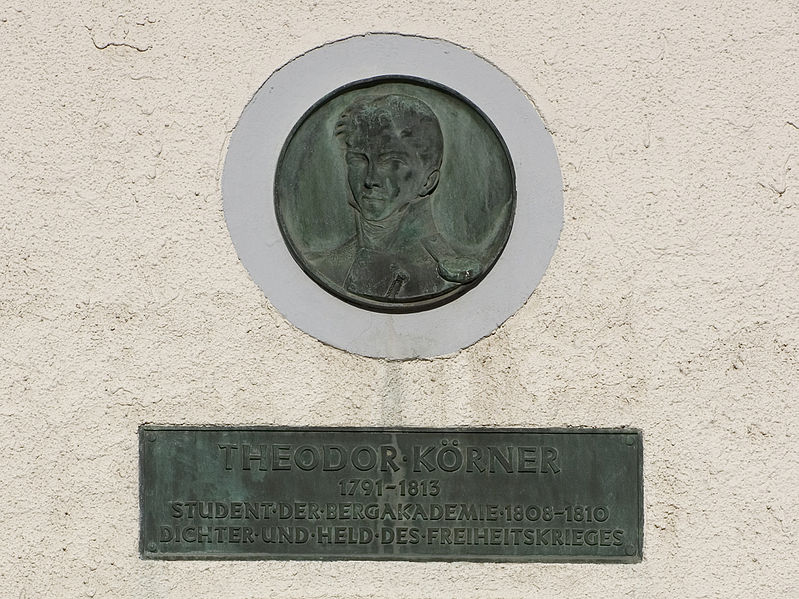 THEODOR·KÖRNER
1791-1813
STUDENT·DER·BERGAKADEMIE·1808-1810
DICHTER·UND·HELD·DES·FREIHEITSKRIEGES